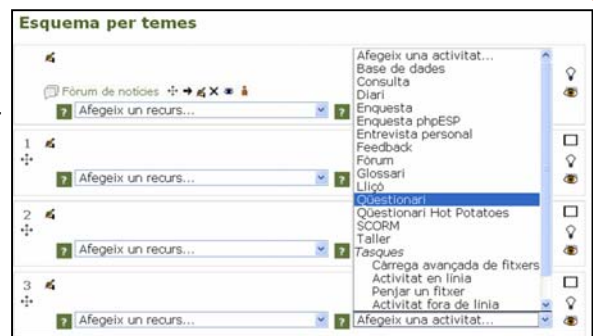 Esquema per temes
Fòrum de notícies
? Afegeix un recurs... ?
Afegeix una activitat...
Base de dades
Consulta
Diari
Enquesta
Enquesta phpESP
Entrevista personal
Feedback
Fòrum
Glossari
Lliçó
Qüestionari
Qüestionari Hot Potatoes
SCORM
Taller
Tasques
Càrrega avançada de fitxers
Activitat en línia
Penjar un fitxer
Activitat fora de línia
1
? Afegeix un recurs... ?
2
? Afegeix un recurs... ?
3
? Afegeix un recurs... ? Afegeix una activitat...